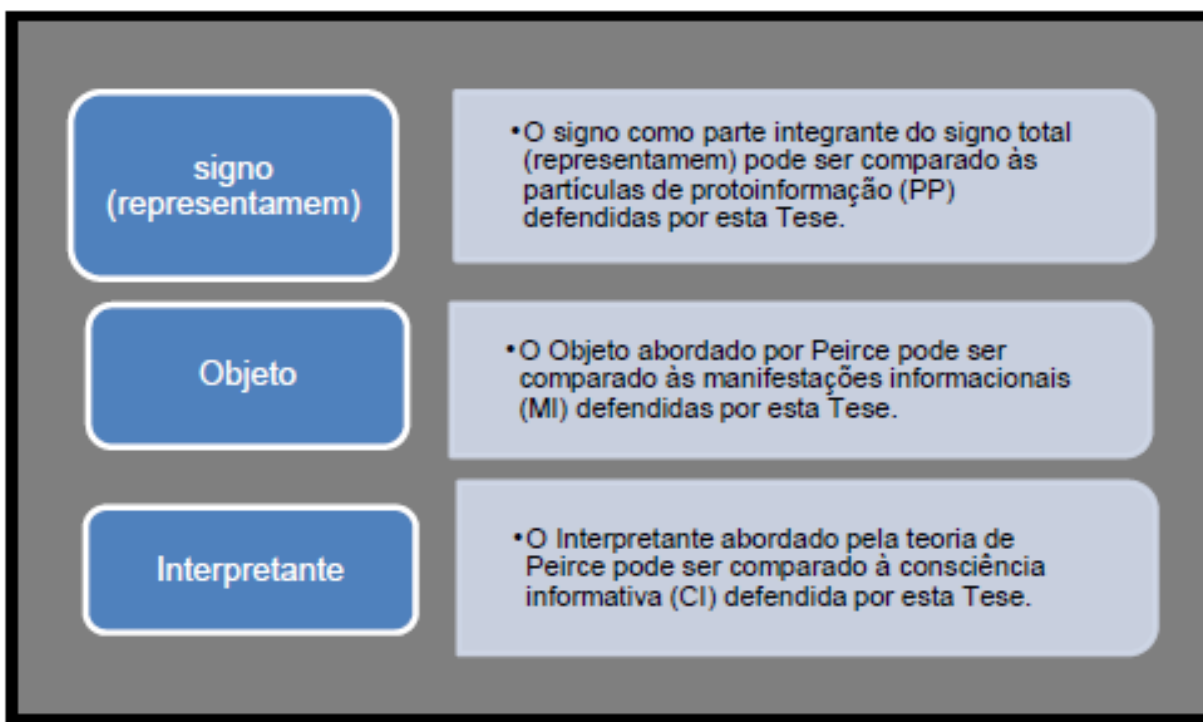 signo
(representamem)
•O signo como parte integrante do signo total
(representamem) pode ser comparado às
partículas de protoinformação (PP)
defendidas por esta Tese.
Objeto
•O Objeto abordado por Peirce pode ser
comparado às manifestações informacionais
(MI) defendidas por esta Tese.
Interpretante
•O Interpretante abordado pela teoria de
Peirce pode ser comparado à consciência
informativa (CI) defendida por esta Tese.